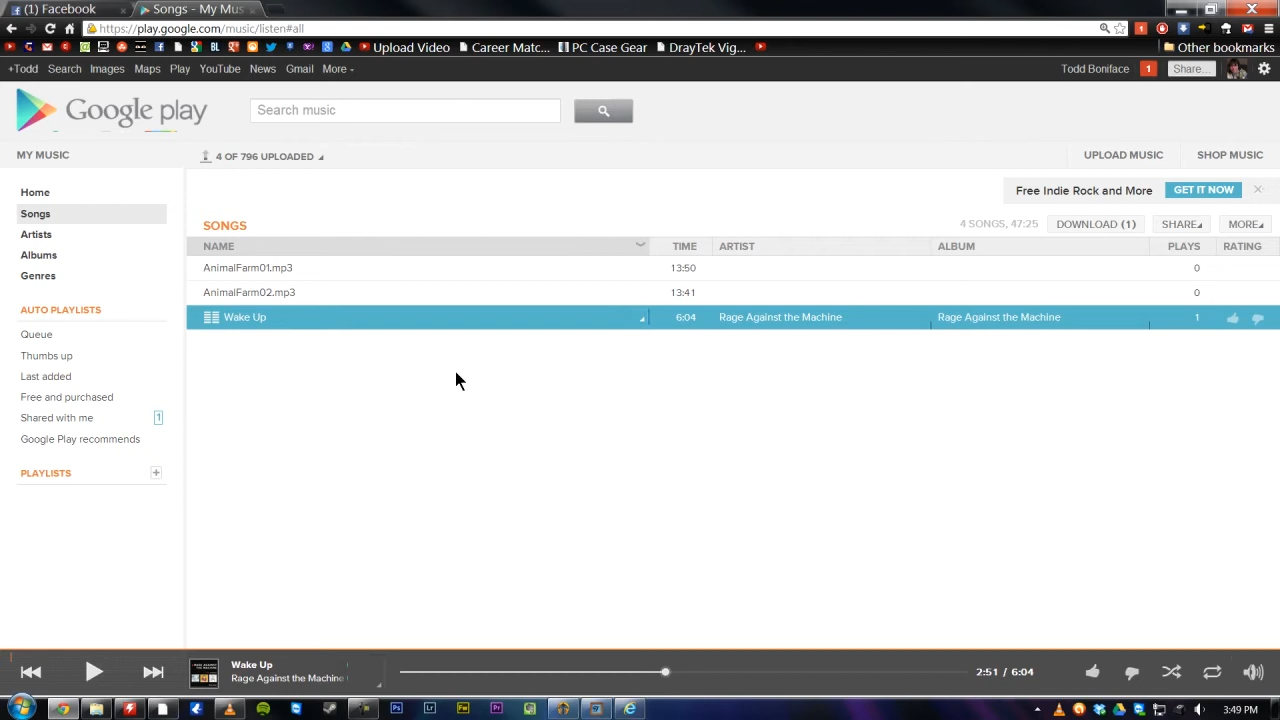 (1) Facebook
Songs - My Mus
https://play.google.com/music/listen#all
Upload Video Career Matc... PC Case Gear DrayTek Vig... Other bookmarks
+Todd Search Images Maps Play YouTube News Gmail More Todd Boniface 1 Share...
Google play
Search music
MY MUSIC
4 OF 796 UPLOADED
UPLOAD MUSIC SHOP MUSIC
Free Indie Rock and More GET IT NOW
Home
Songs
Artists
Albums
Genres
AUTO PLAYLISTS
Queue
Thumbs up
Last added
Free and purchased
Shared with me 1
Google Play recommends
PLAYLISTS +
SONGS
4 SONGS, 47:25 DOWNLOAD (1) SHARE MORE
NAME TIME ARTIST ALBUM PLAYS RATING
AnimalFarm01.mp3 13:50 0
AnimalFarm02.mp3 13:41 0
Wake Up 6:04 Rage Against the Machine Rage Against the Machine 1
Wake Up
Rage Against the Machine
2:51 / 6:04
Ps Lr Fw Pr
3:49 PM